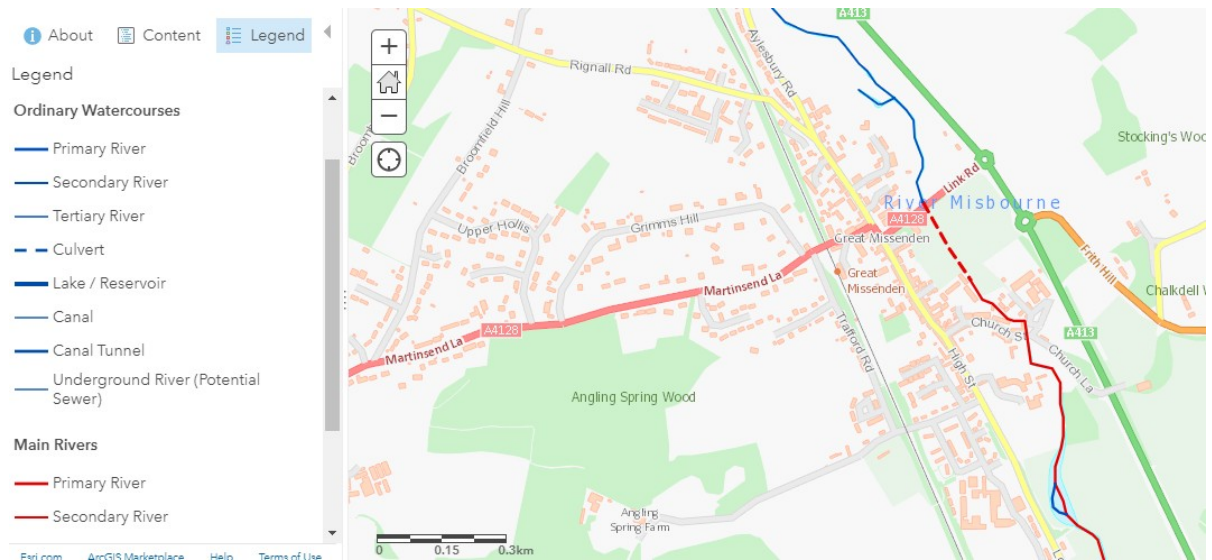 About
Content
Legend
Legend
Ordinary Watercourses
Primary River
Secondary River
Tertiary River
Culvert
Lake / Reservoir
Canal
Canal Tunnel
Underground River (Potential
Sewer)
Main Rivers
Primary River
Secondary River
Esri.com ArcGIS Marketplace Help Terms of Use
+
−
0 0.15 0.3km
A413
Aylesbury Rd
Rignall Rd
Broomfield Hill
Stocking's Woo
Link Rd
River Misbourne
A4128
Upper Hollis
Grimms Hill
Great Missenden
Great
Missenden
Frith Hill
Martinsend La
Chalkdell W
A4128
Martinsend La
Trafford Rd
Church St
A413
Church La
High St
Angling Spring Wood
Angling
Spring Farm